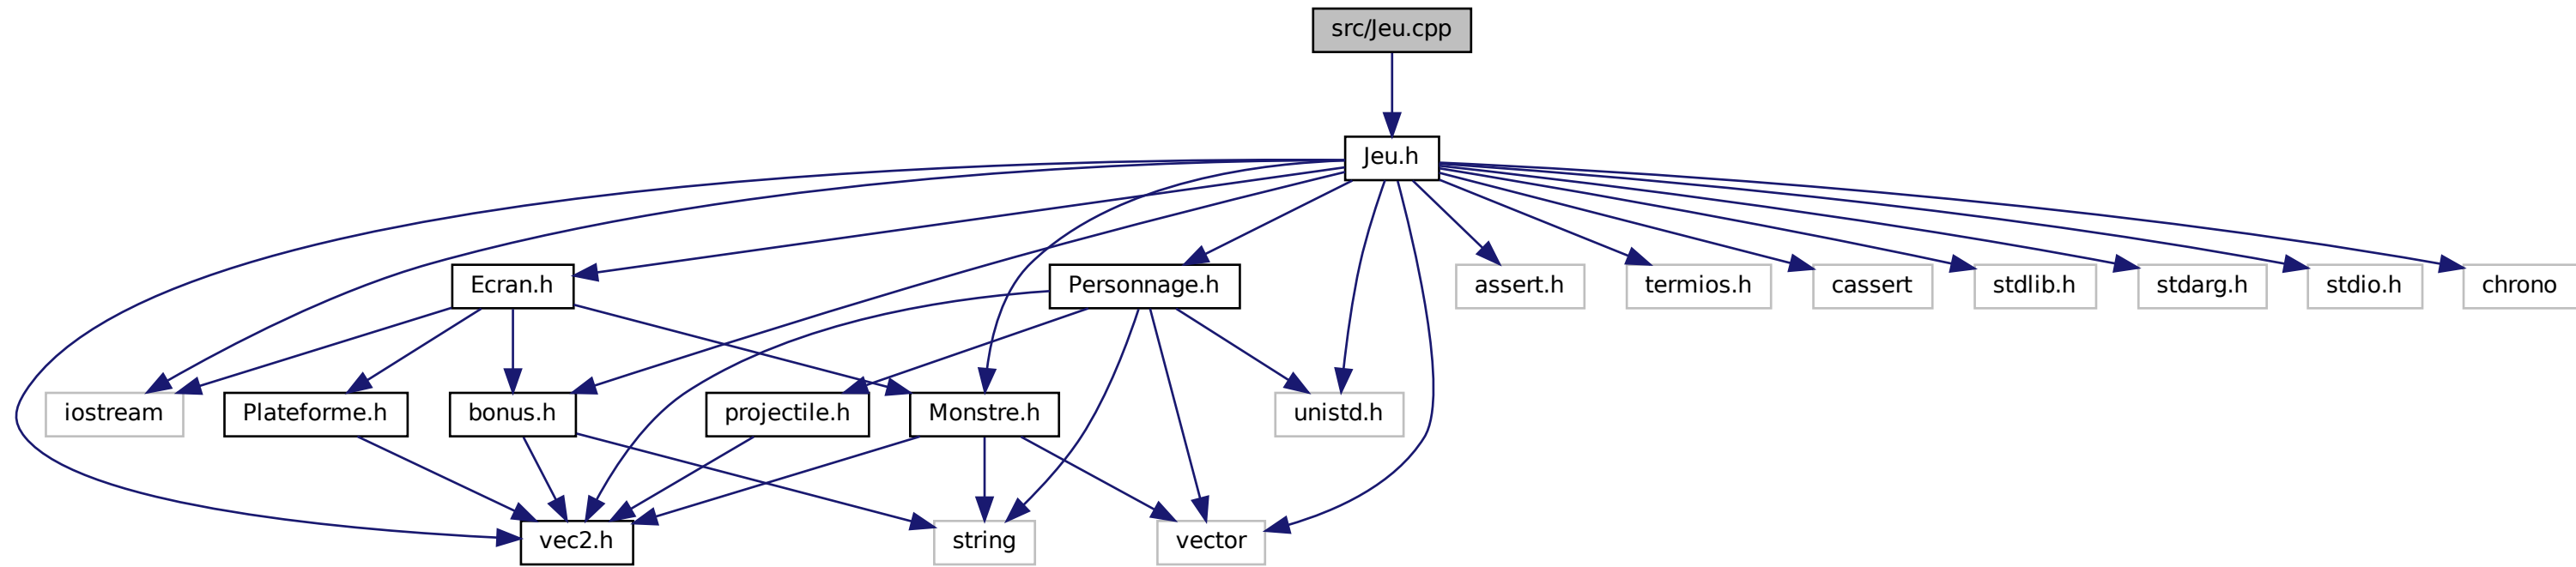 src/Jeu.cpp
Jeu.h
Ecran.h
Personnage.h
assert.h
termios.h
cassert
stdlib.h
stdarg.h
stdio.h
chrono
iostream
Plateforme.h
bonus.h
projectile.h
Monstre.h
unistd.h
vec2.h
string
vector